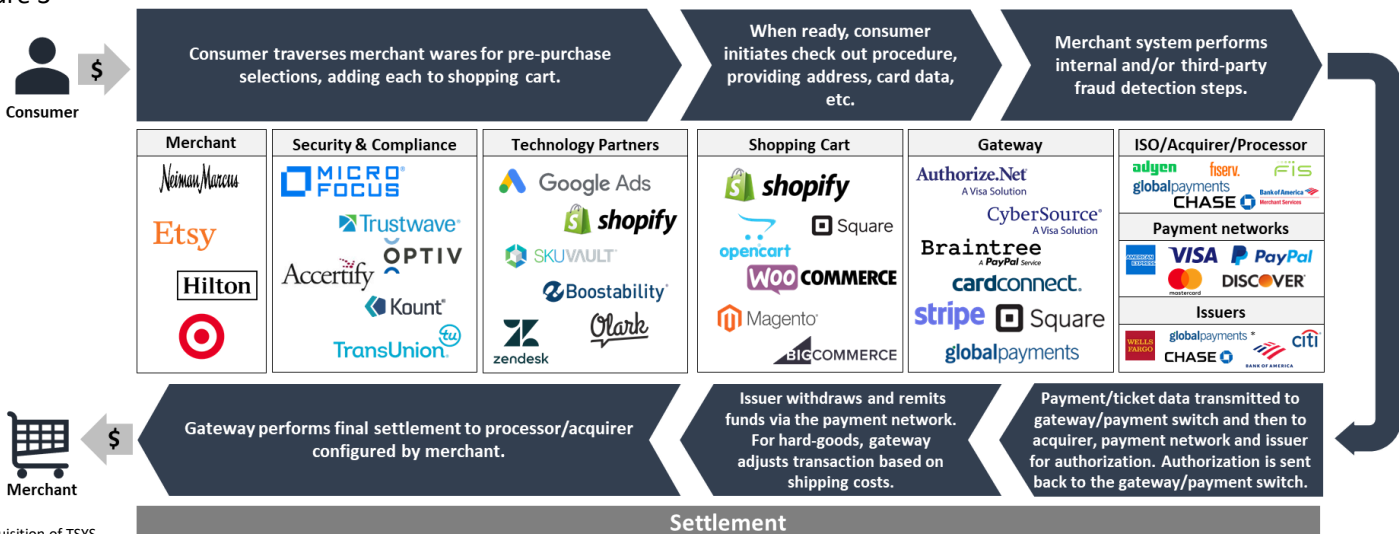 $
Consumer
Consumer traverses merchant wares for pre-purchase
selections, adding each to shopping cart.
When ready, consumer
initiates check out procedure,
providing address, card data,
etc.
Merchant system performs
internal and/or third-party
fraud detection steps.
Merchant
Neiman Marcus
Etsy
Hilton
Security & Compliance
MICRO
FOCUS
Trustwave
OPTIV
Accertify
Kount
tu
TransUnion
Technology Partners
Google Ads
shopify
SKUVAULT
Boostability
Olark
zendesk
Shopping Cart
shopify
opencart
Square
WOO COMMERCE
Magento
BIGCOMMERCE
Gateway
Authorize.Net
A Visa Solution
CyberSource
A Visa Solution
Braintree
A PayPal Service
cardconnect.
stripe
Square
globalpayments
ISO/Acquirer/Processor
adyen
fiserv.
FIS
globalpayments
Bank of America
Merchant Services
CHASE
Payment networks
AMERICAN
EXPRESS
VISA
PayPal
mastercard
DISCOVER
Issuers
WELLS
FARGO
globalpayments *
citi
CHASE
BANK OF AMERICA
$
Merchant
Gateway performs final settlement to processor/acquirer
configured by merchant.
Issuer withdraws and remits
funds via the payment network.
For hard-goods, gateway
adjusts transaction based on
shipping costs.
Payment/ticket data transmitted to
gateway/payment switch and then to
acquirer, payment network and issuer
for authorization. Authorization is sent
back to the gateway/payment switch.
Settlement
of TSYS